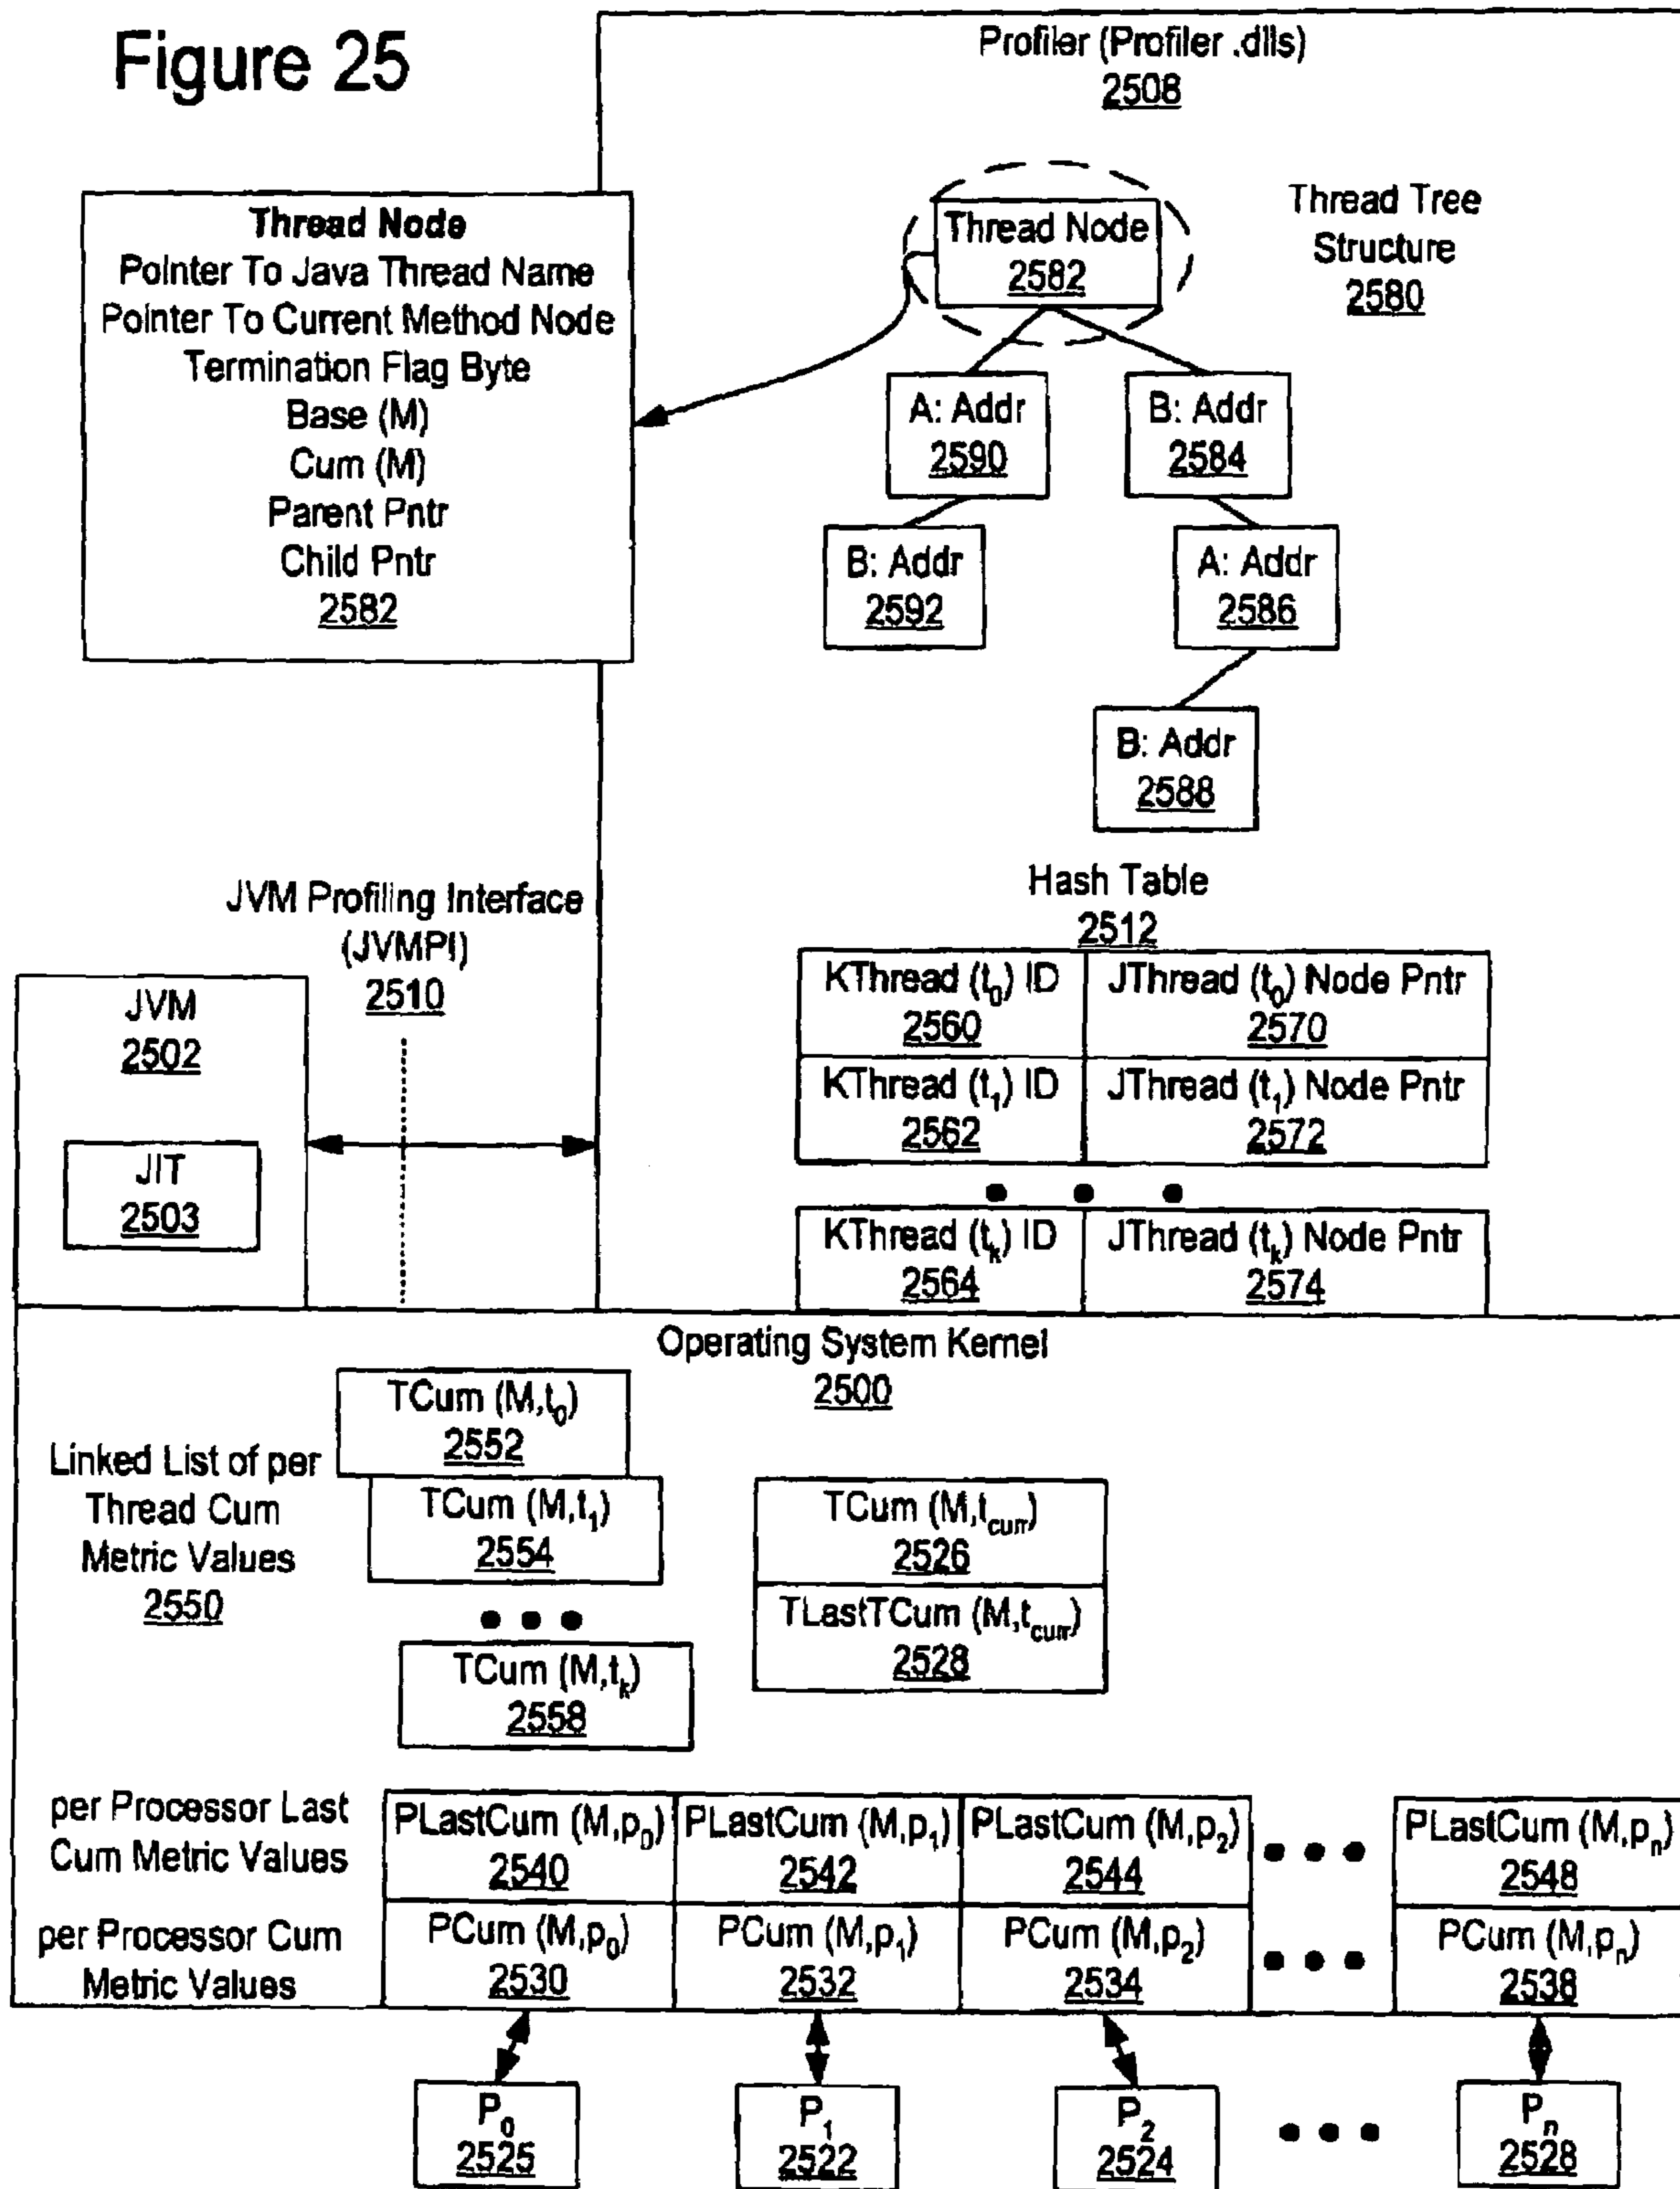 Figure 25
Profiler (Profiler .dlls)
2508
Thread Node
Pointer To Java Thread Name
Pointer To Current Method Node
Termination Flag Byte
Base (M)
Cum (M)
Parent Pntr
Child Pntr
2582
Thread Node
2582
Thread Tree
Structure
2580
A: Addr
2590
B: Addr
2584
B: Addr
2592
A: Addr
2586
B: Addr
2588
JVM Profiling Interface
(JVMPI)
2510
Hash Table
2512
KThread (t₀) ID
2560
JThread (t₀) Node Pntr
2570
KThread (t₁) ID
2562
JThread (t₁) Node Pntr
2572
• • •
KThread (tₖ) ID
2564
JThread (tₖ) Node Pntr
2574
JVM
2502
JIT
2503
Operating System Kernel
2500
Linked List of per
Thread Cum
Metric Values
2550
TCum (M,t₀)
2552
TCum (M,t₁)
2554
• • •
TCum (M,tₖ)
2558
TCum (M,t_curr)
2526
TLastTCum (M,t_curr)
2528
per Processor Last
Cum Metric Values
PLastCum (M,p₀)
2540
PLastCum (M,p₁)
2542
PLastCum (M,p₂)
2544
• • •
PLastCum (M,pₙ)
2548
per Processor Cum
Metric Values
PCum (M,p₀)
2530
PCum (M,p₁)
2532
PCum (M,p₂)
2534
• • •
PCum (M,pₙ)
2538
P₀
2525
P₁
2522
P₂
2524
• • •
Pₙ
2528